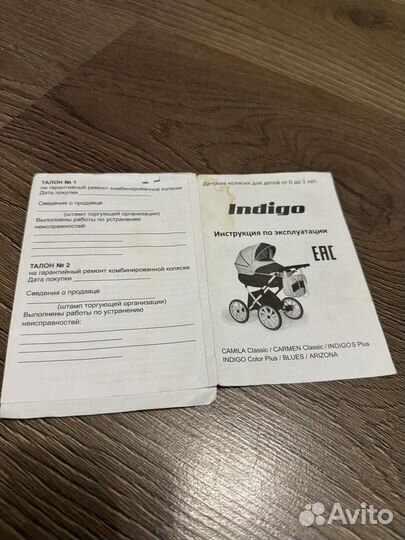 ТАЛОН № 1
на гарантийный ремонт комбинированной коляски
Дата покупки
Сведения о продавце
(штамп торгующей организации)
Выполнены работы по устранению
неисправностей:
ТАЛОН № 2
на гарантийный ремонт комбинированной коляски
Дата покупки
Сведения о продавце
(штамп торгующей организации)
Выполнены работы по устранению
неисправностей:
Детские коляски для детей от 0 до 3 лет.
Indigo
Инструкция по эксплуатации
EAC
CAMILA Classic / CARMEN Classic / INDIGO S Plus
INDIGO Color Plus / BLUES / ARIZONA
Avito